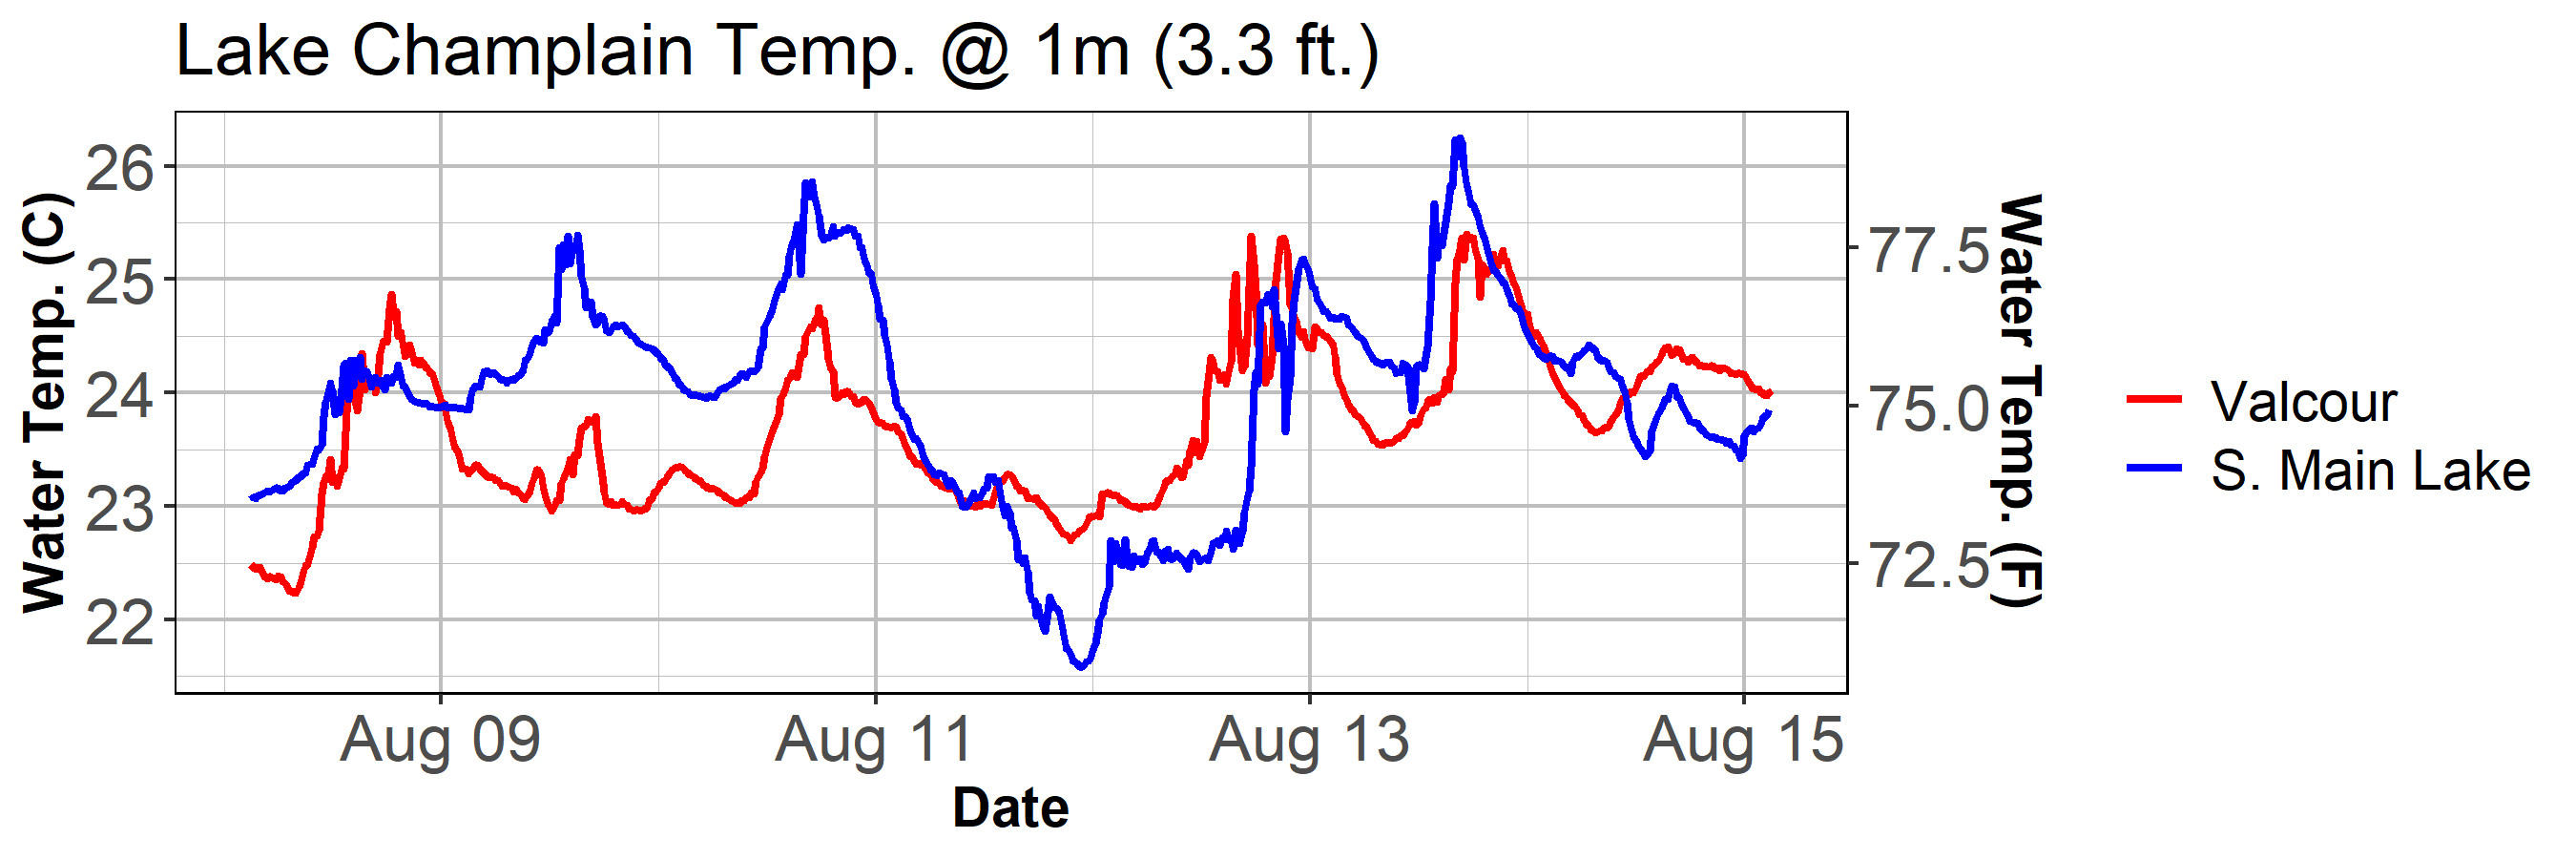 Lake Champlain Temp. @ 1m (3.3 ft.)
Water Temp. (C)
26
25
24
23
22
77.5
75.0
72.5
Water Temp. (F)
Valcour
S. Main Lake
Aug 09
Aug 11
Aug 13
Aug 15
Date